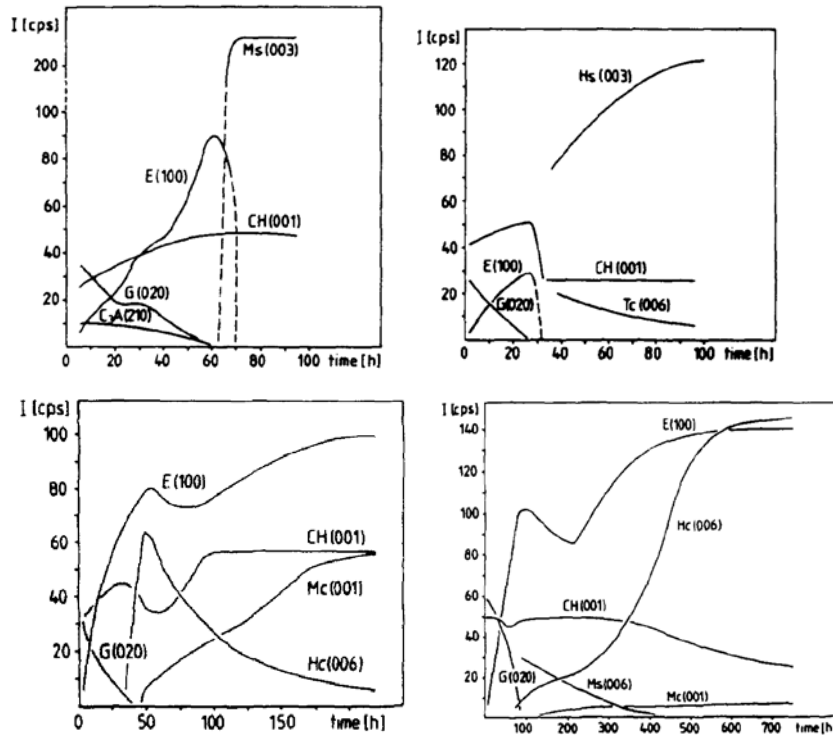 I [cps]
200
100
80
60
40
20
0 20 40 60 80 100
time [h]
Ms (003)
E (100)
CH (001)
G (020)
C₃A (210)
I [cps]
120
100
80
60
40
20
0 20 40 60 80 100
time [h]
Hs (003)
E (100)
CH (001)
G(020)
Tc (006)
I [cps]
100
80
60
40
20
0 50 100 150
time [h]
E (100)
CH (001)
Mc (001)
G (020)
Hc (006)
I [cps]
140
120
100
80
60
40
20
100 200 300 400 500 600 700
time [h]
E (100)
Hc (006)
CH (001)
G (020)
Ms (006)
Mc (001)